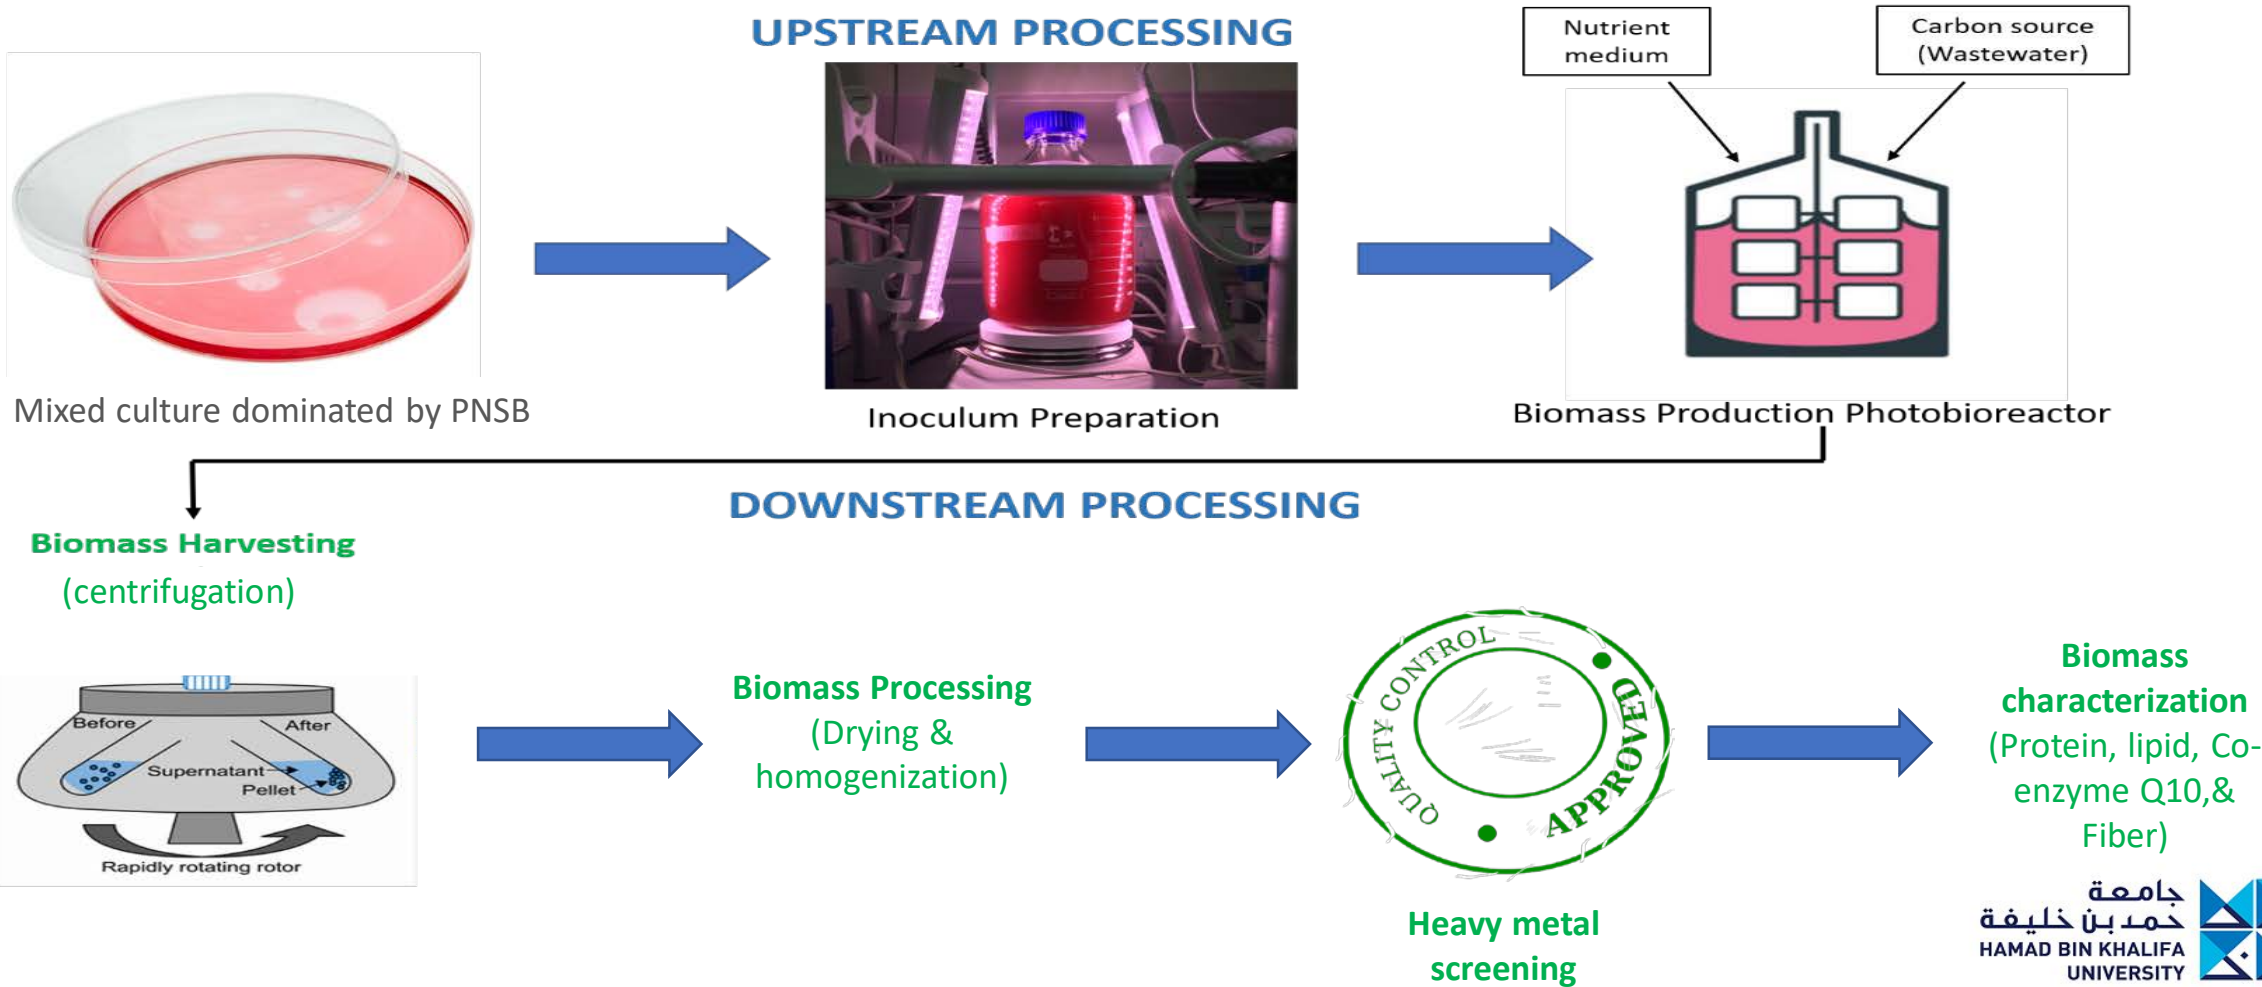 UPSTREAM PROCESSING
Nutrient
medium
Carbon source
(Wastewater)
Mixed culture dominated by PNSB
Inoculum Preparation
Biomass Production Photobioreactor
DOWNSTREAM PROCESSING
Biomass Harvesting
(centrifugation)
Before
After
Supernatant
Pellet
Rapidly rotating rotor
Biomass Processing
(Drying &
homogenization)
QUALITY CONTROL
APPROVED
Heavy metal
screening
Biomass
characterization
(Protein, lipid, Co-
enzyme Q10,&
Fiber)
جامعة
حمد بن خليفة
HAMAD BIN KHALIFA
UNIVERSITY